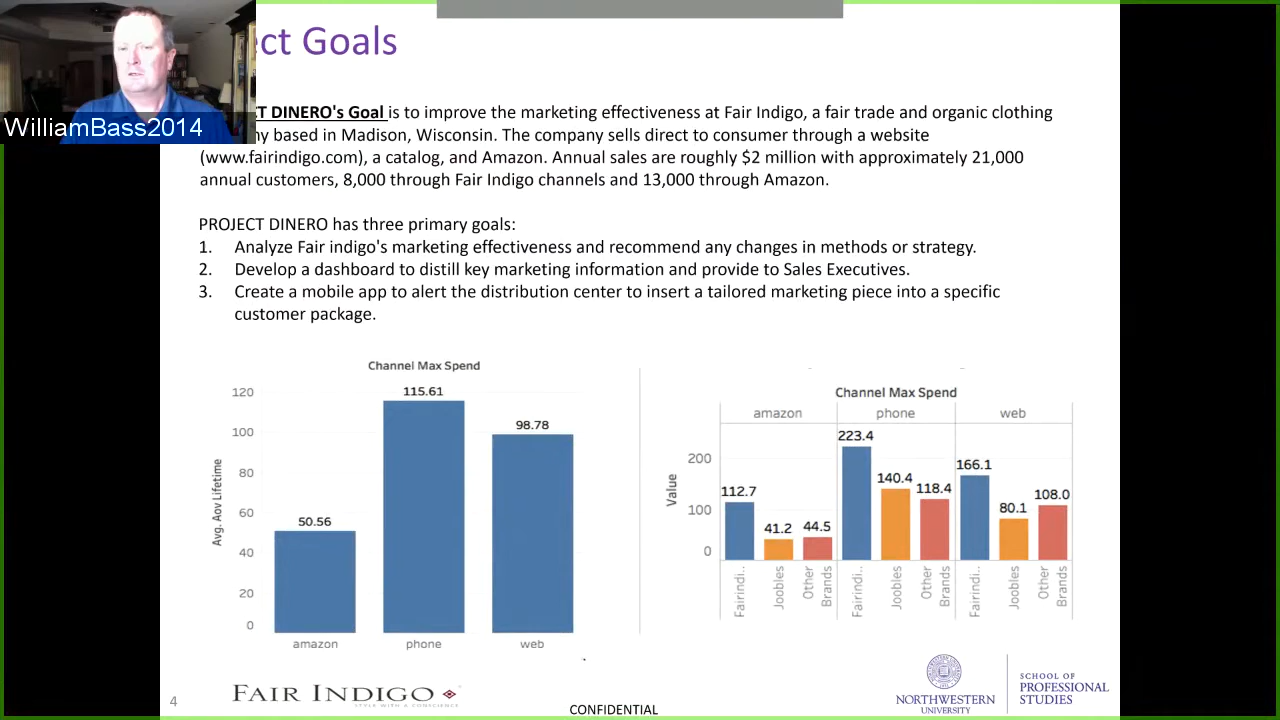 ct Goals
WilliamBass2014
T DINERO's Goal is to improve the marketing effectiveness at Fair Indigo, a fair trade and organic clothing
y based in Madison, Wisconsin. The company sells direct to consumer through a website
(www.fairindigo.com), a catalog, and Amazon. Annual sales are roughly $2 million with approximately 21,000
annual customers, 8,000 through Fair Indigo channels and 13,000 through Amazon.
PROJECT DINERO has three primary goals:
1. Analyze Fair indigo's marketing effectiveness and recommend any changes in methods or strategy.
2. Develop a dashboard to distill key marketing information and provide to Sales Executives.
3. Create a mobile app to alert the distribution center to insert a tailored marketing piece into a specific
customer package.
Channel Max Spend
Avg. Aov Lifetime
120
100
80
60
40
20
0
50.56
115.61
98.78
amazon phone web
Channel Max Spend
amazon phone web
Value
200
100
0
112.7 41.2 44.5
223.4 140.4 118.4
166.1 80.1 108.0
Fairindi.. Joobles Other Brands
Fairindi.. Joobles Other Brands
Fairindi.. Joobles Other Brands
4
FAIR INDIGO
STYLE WITH A CONSCIENCE
CONFIDENTIAL
NORTHWESTERN
UNIVERSITY
SCHOOL OF
PROFESSIONAL
STUDIES